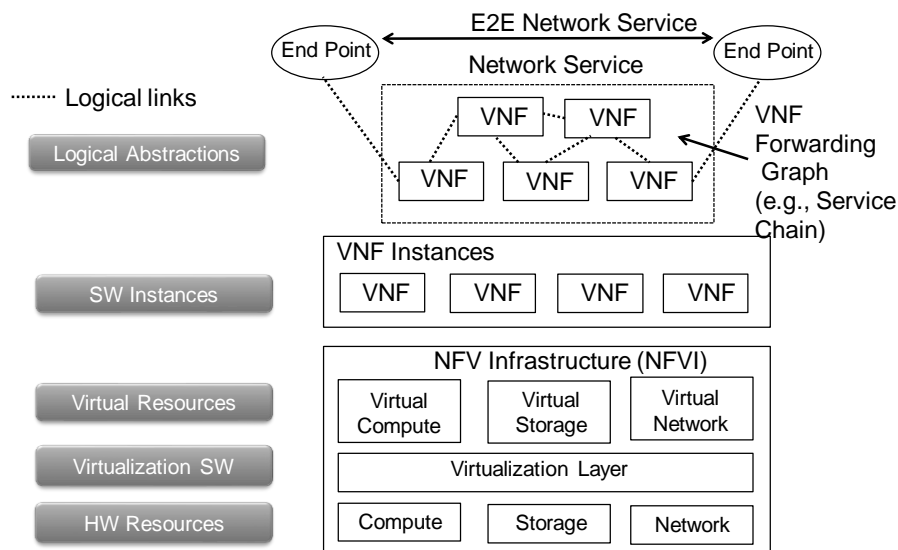 E2E Network Service
End Point
End Point
Network Service
Logical links
VNF
VNF
VNF
Forwarding
Graph
(e.g., Service
Chain)
Logical Abstractions
VNF
VNF
VNF
VNF Instances
SW Instances
VNF
VNF
VNF
VNF
NFV Infrastructure (NFVI)
Virtual Resources
Virtual
Compute
Virtual
Storage
Virtual
Network
Virtualization SW
Virtualization Layer
HW Resources
Compute
Storage
Network